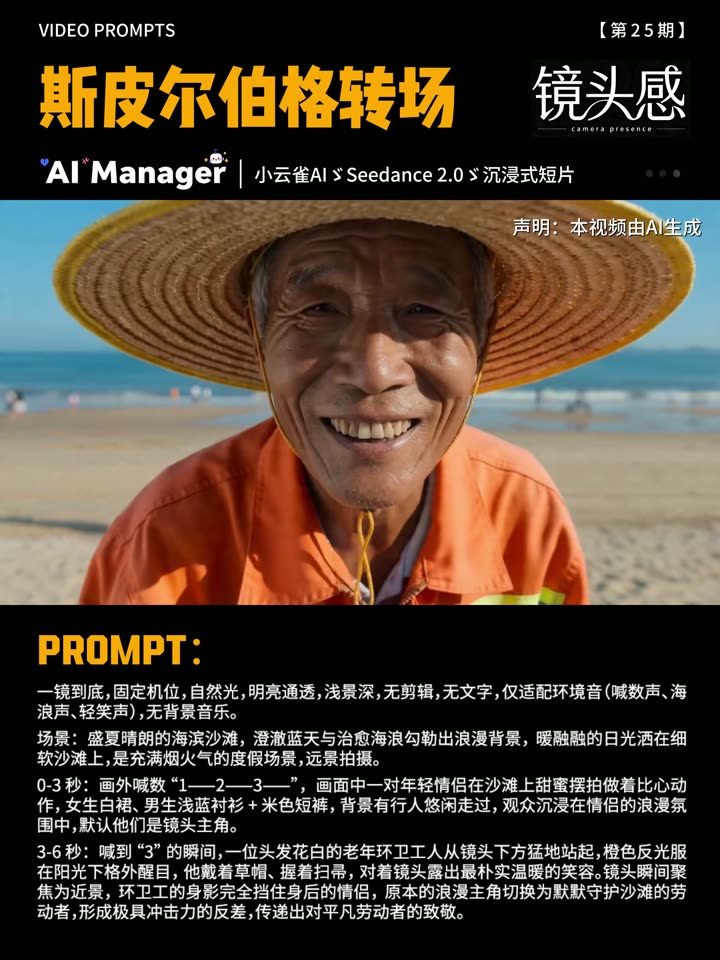 VIDEO PROMPTS
【第25期】
斯皮尔伯格转场
镜头感
camera presence
AI Manager
小云雀AI〻Seedance 2.0〻沉浸式短片
声明：本视频由AI生成
PROMPT：
一镜到底，固定机位，自然光，明亮通透，浅景深，无剪辑，无文字，仅适配环境音（喊数声、海
浪声、轻笑声），无背景音乐。
场景：盛夏晴朗的海滨沙滩，澄澈蓝天与治愈海浪勾勒出浪漫背景，暖融融的日光洒在细
软沙滩上，是充满烟火气的度假场景，远景拍摄。
0-3 秒：画外喊数 “1——2——3——”，画面中一对年轻情侣在沙滩上甜蜜摆拍做着比心动
作，女生白裙、男生浅蓝衬衫 + 米色短裤，背景有行人悠闲走过，观众沉浸在情侣的浪漫氛
围中，默认他们是镜头主角。
3-6 秒：喊到 “3” 的瞬间，一位头发花白的老年环卫工人从镜头下方猛地站起，橙色反光服
在阳光下格外醒目，他戴着草帽、握着扫帚，对着镜头露出最朴实温暖的笑容。镜头瞬间聚
焦为近景，环卫工的身影完全挡住身后的情侣，原本的浪漫主角切换为默默守护沙滩的劳
动者，形成极具冲击力的反差，传递出对平凡劳动者的致敬。